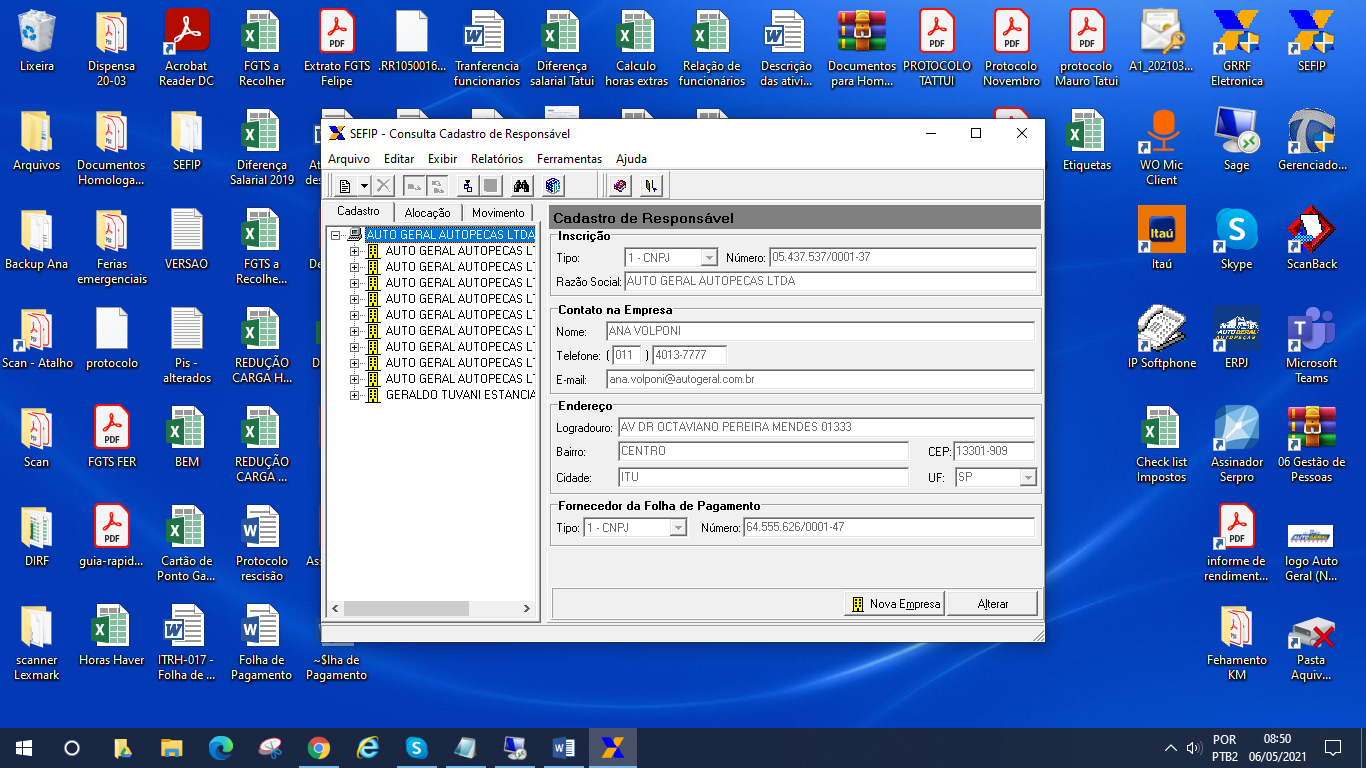 Lixeira
Dispensa 20-03
Acrobat Reader DC
FGTS a Recolher
Extrato FGTS Felipe
.RR1050016...
Tranferencia funcionarios
Diferença salarial Tatui
Calculo horas extras
Relação de funcionários
Descrição das ativi...
Documentos para Hom...
PROTOCOLO TATTUI
Protocolo Novembro
protocolo Mauro Tatui
A1_202103...
GRRF Eletronica
SEFIP
Arquivos
Documentos Homologa...
SEFIP
Diferença Salarial 2019
Etiquetas
WO Mic Client
Sage
Gerenciado...
Backup Ana
Ferias emergenciais
VERSAO
FGTS a Recolhe...
Itaú
Itaú
Skype
ScanBack
Scan - Atalho
protocolo
Pis - alterados
REDUÇÃO CARGA H...
IP Softphone
ERPJ
Microsoft Teams
Scan
FGTS FER
BEM
REDUÇÃO CARGA ...
Check list Impostos
Assinador Serpro
06 Gestão de Pessoas
DIRF
guia-rapid...
Cartão de Ponto Ga...
Protocolo rescisão
informe de rendiment...
logo Auto Geral (N...
scanner Lexmark
Horas Haver
ITRH-017 - Folha de ...
Folha de Pagamento
~$lha de Pagamento
Fehamento KM
Pasta Aquiv...
SEFIP - Consulta Cadastro de Responsável
Arquivo Editar Exibir Relatórios Ferramentas Ajuda
Cadastro Alocação Movimento
AUTO GERAL AUTOPECAS LTDA
AUTO GERAL AUTOPECAS L
AUTO GERAL AUTOPECAS L
AUTO GERAL AUTOPECAS L
AUTO GERAL AUTOPECAS L
AUTO GERAL AUTOPECAS L
AUTO GERAL AUTOPECAS L
AUTO GERAL AUTOPECAS L
AUTO GERAL AUTOPECAS L
AUTO GERAL AUTOPECAS L
GERALDO TUVANI ESTANCIA
Cadastro de Responsável
Inscrição
Tipo: 1 - CNPJ Número: 05.437.537/0001-37
Razão Social: AUTO GERAL AUTOPECAS LTDA
Contato na Empresa
Nome: ANA VOLPONI
Telefone: ( 011 ) 4013-7777
E-mail: ana.volponi@autogeral.com.br
Endereço
Logradouro: AV DR OCTAVIANO PEREIRA MENDES 01333
Bairro: CENTRO CEP: 13301-909
Cidade: ITU UF: SP
Fornecedor da Folha de Pagamento
Tipo: 1 - CNPJ Número: 64.555.626/0001-47
Nova Empresa Alterar
POR
PTB2
08:50
06/05/2021